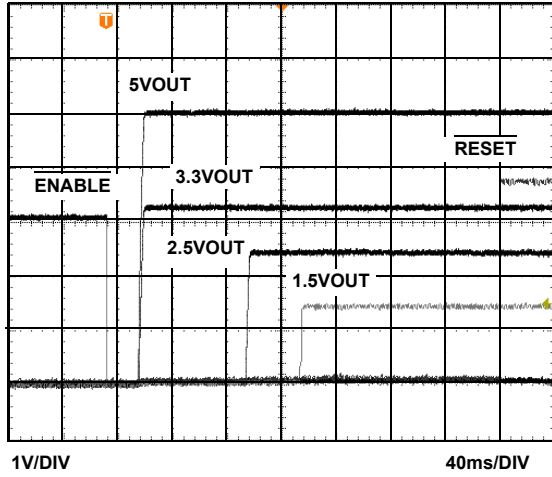 T
5VOUT
RESET
ENABLE
3.3VOUT
2.5VOUT
1.5VOUT
1V/DIV
40ms/DIV